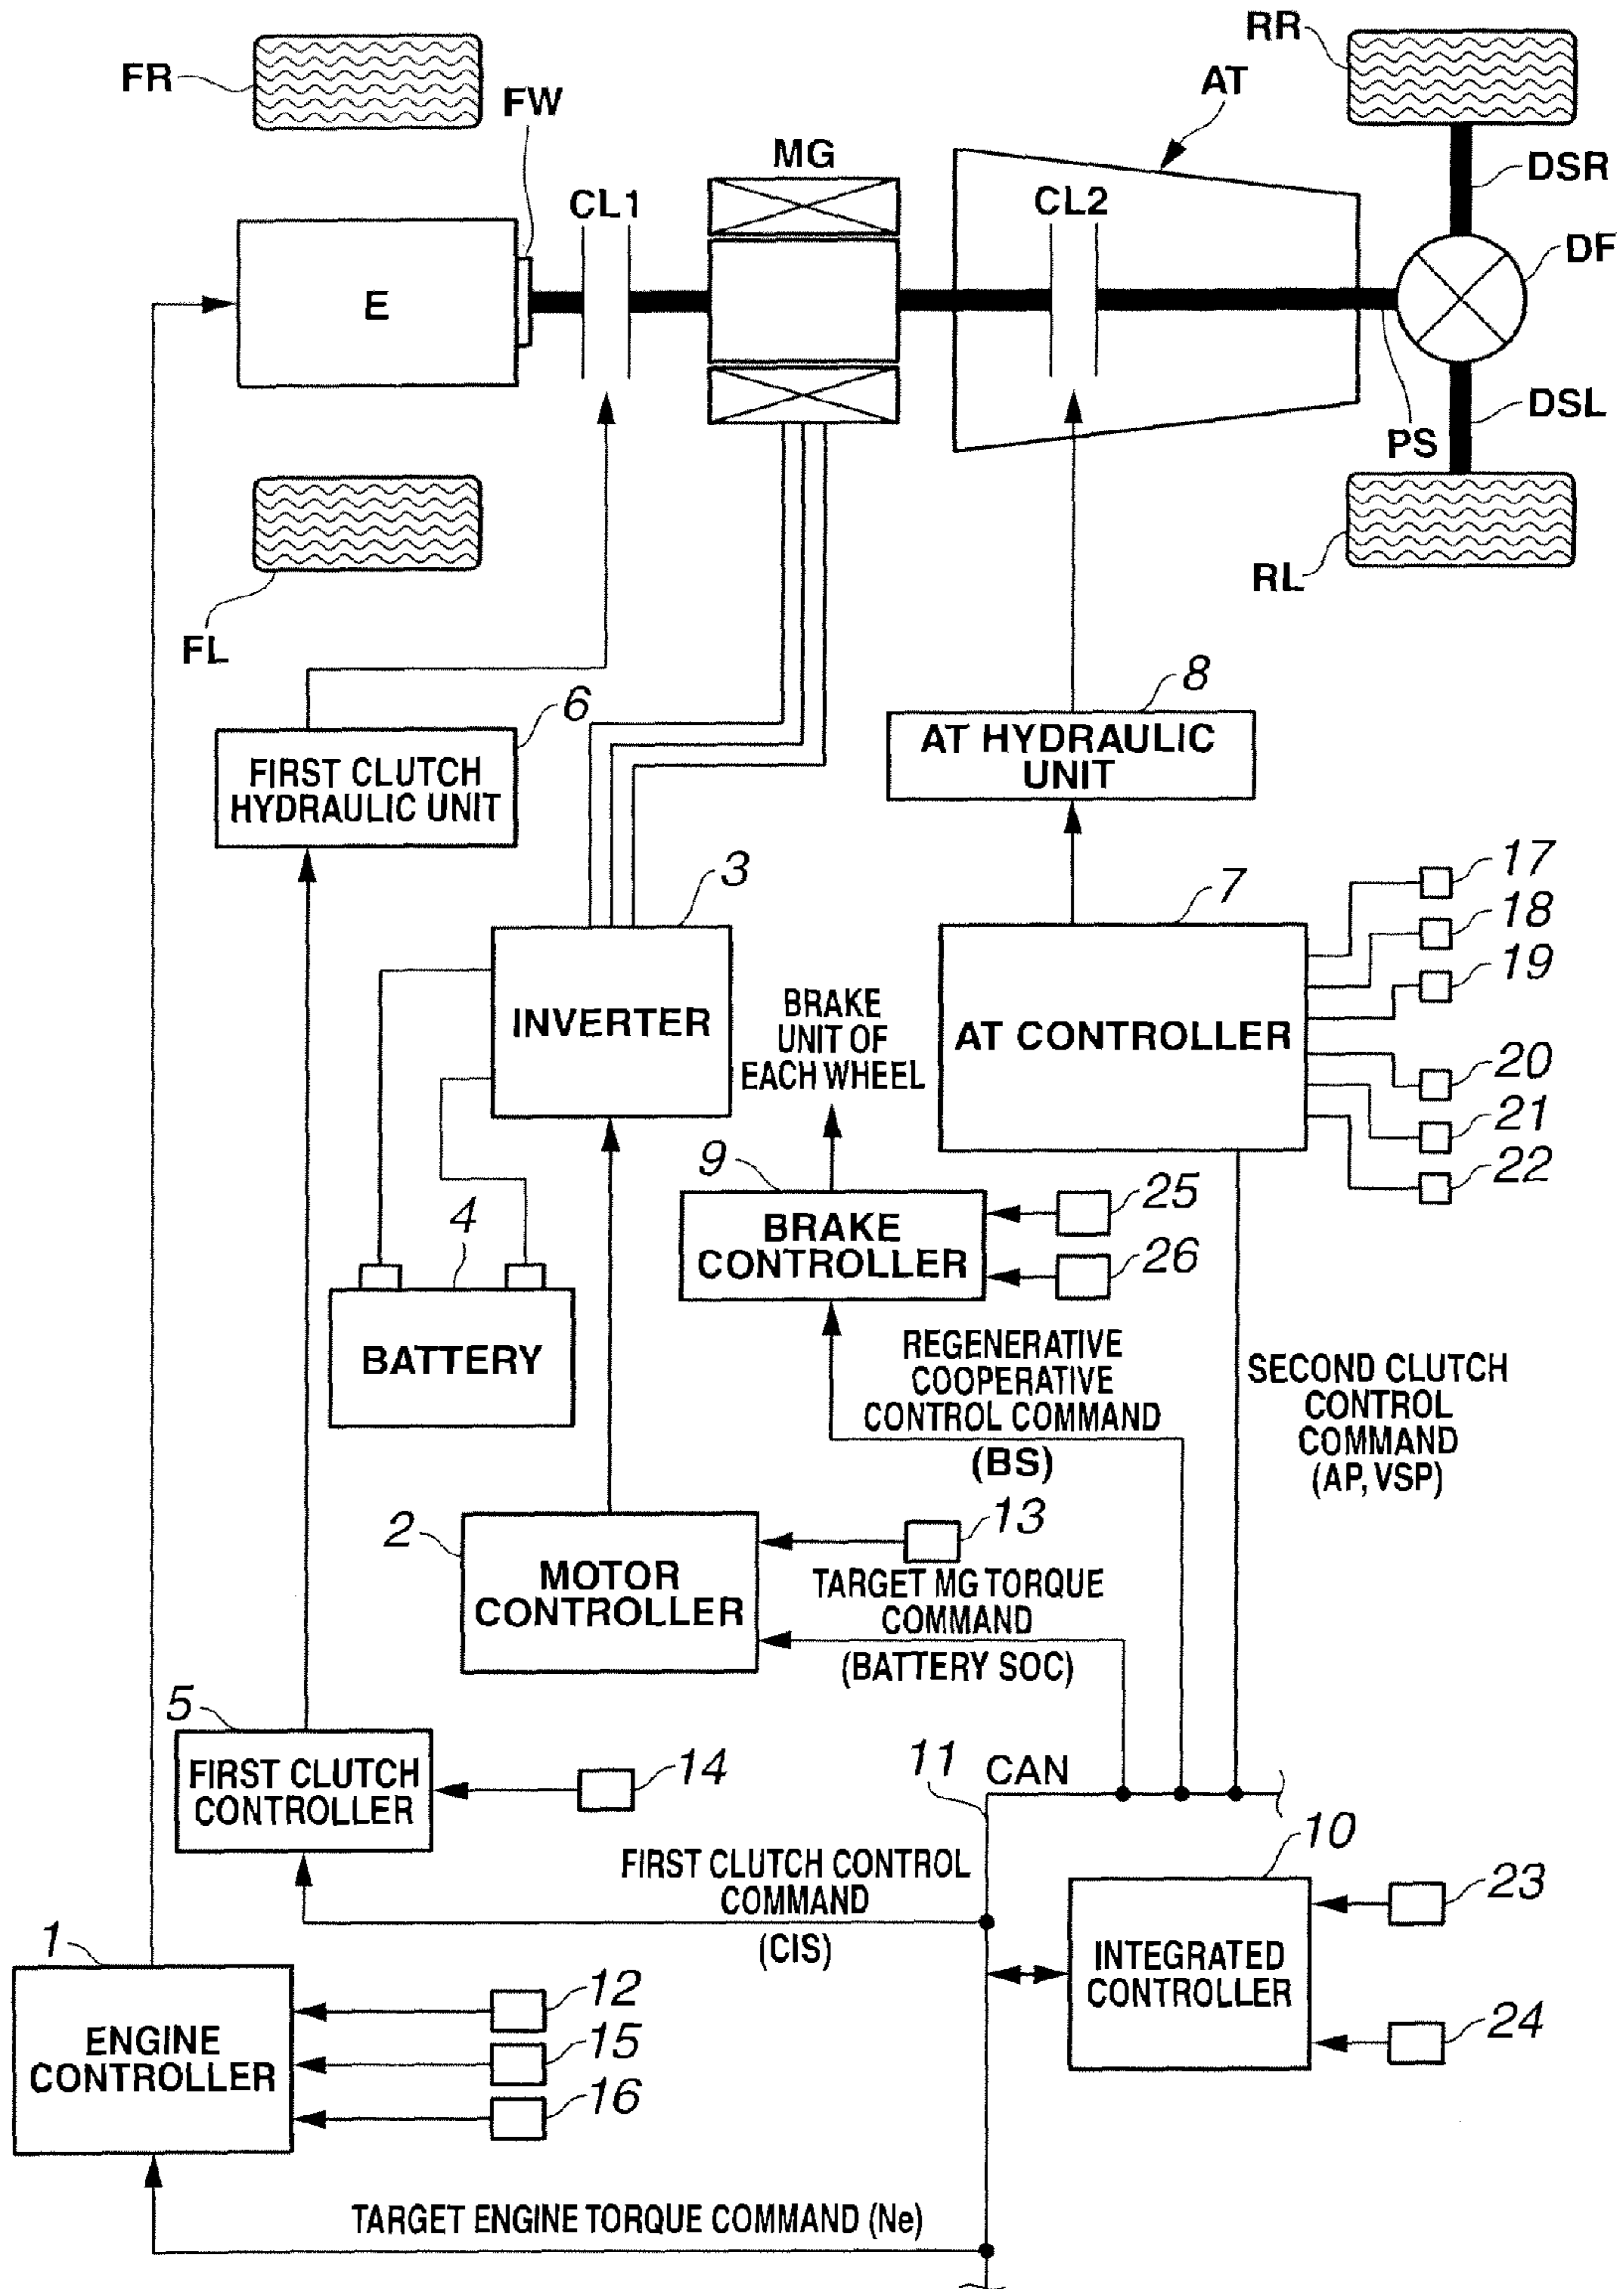 RR
FR
FW
AT
MG
DSR
CL1
CL2
E
DF
DSL
PS
RL
FL
8
6
AT HYDRAULIC
UNIT
FIRST CLUTCH
HYDRAULIC UNIT
3
7
17
18
19
INVERTER
BRAKE
UNIT OF
EACH WHEEL
AT CONTROLLER
20
21
22
9
25
4
BRAKE
CONTROLLER
26
BATTERY
REGENERATIVE
COOPERATIVE
CONTROL COMMAND
(BS)
SECOND CLUTCH
CONTROL
COMMAND
(AP, VSP)
2
13
MOTOR
CONTROLLER
TARGET MG TORQUE
COMMAND
(BATTERY SOC)
5
FIRST CLUTCH
CONTROLLER
14
11
CAN
10
FIRST CLUTCH CONTROL
COMMAND
(CIS)
23
INTEGRATED
CONTROLLER
24
1
12
ENGINE
CONTROLLER
15
16
TARGET ENGINE TORQUE COMMAND (Ne)